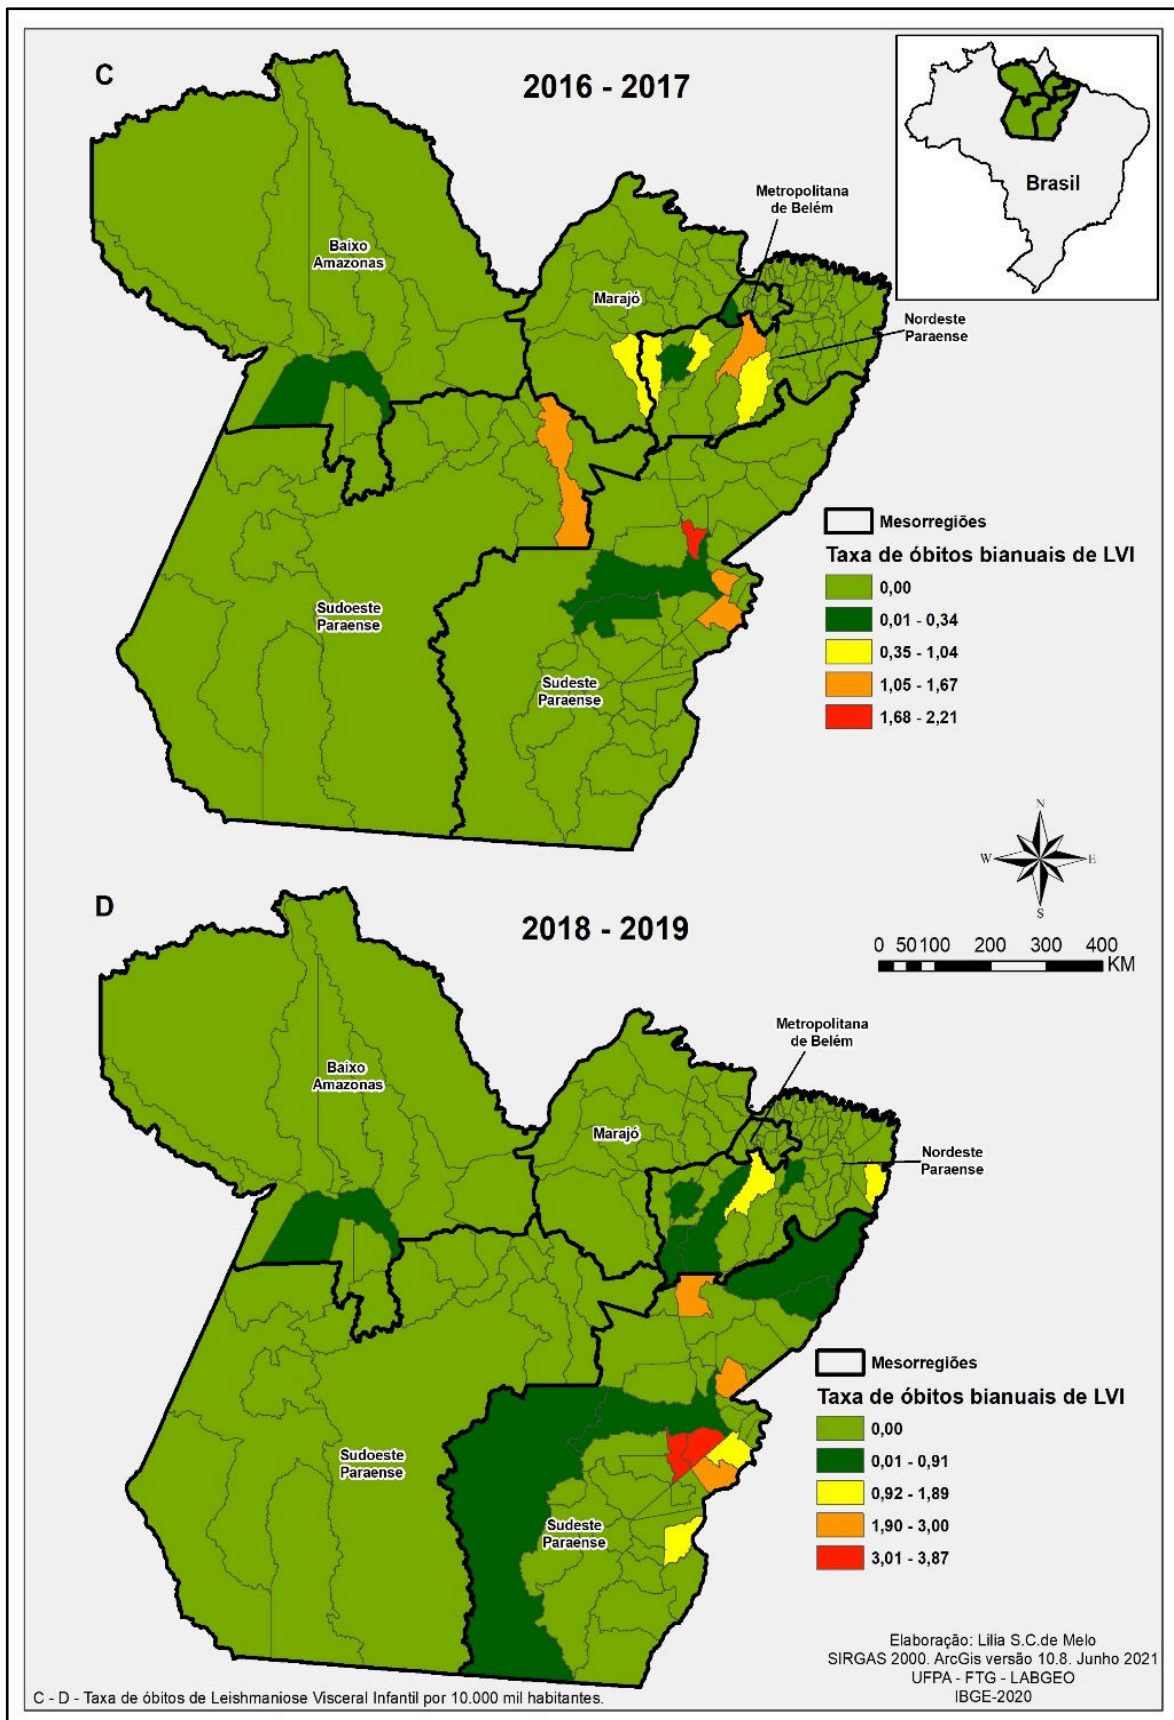 C
2016 - 2017
Brasil
Metropolitana
de Belém
Baixo
Amazonas
Marajó
Nordeste
Paraense
Mesorregiões
Taxa de óbitos bianuais de LVI
0,00
0,01 - 0,34
0,35 - 1,04
1,05 - 1,67
1,68 - 2,21
Sudoeste
Paraense
Sudeste
Paraense
N
W
E
S
D
2018 - 2019
0 50 100 200 300 400
KM
Metropolitana
de Belém
Baixo
Amazonas
Marajó
Nordeste
Paraense
Mesorregiões
Taxa de óbitos bianuais de LVI
0,00
0,01 - 0,91
0,92 - 1,89
1,90 - 3,00
3,01 - 3,87
Sudoeste
Paraense
Sudeste
Paraense
Elaboração: Lilia S.C.de Melo
SIRGAS 2000. ArcGis versão 10.8. Junho 2021
UFPA - FTG - LABGEO
IBGE-2020
C - D - Taxa de óbitos de Leishmaniose Visceral Infantil por 10.000 mil habitantes.